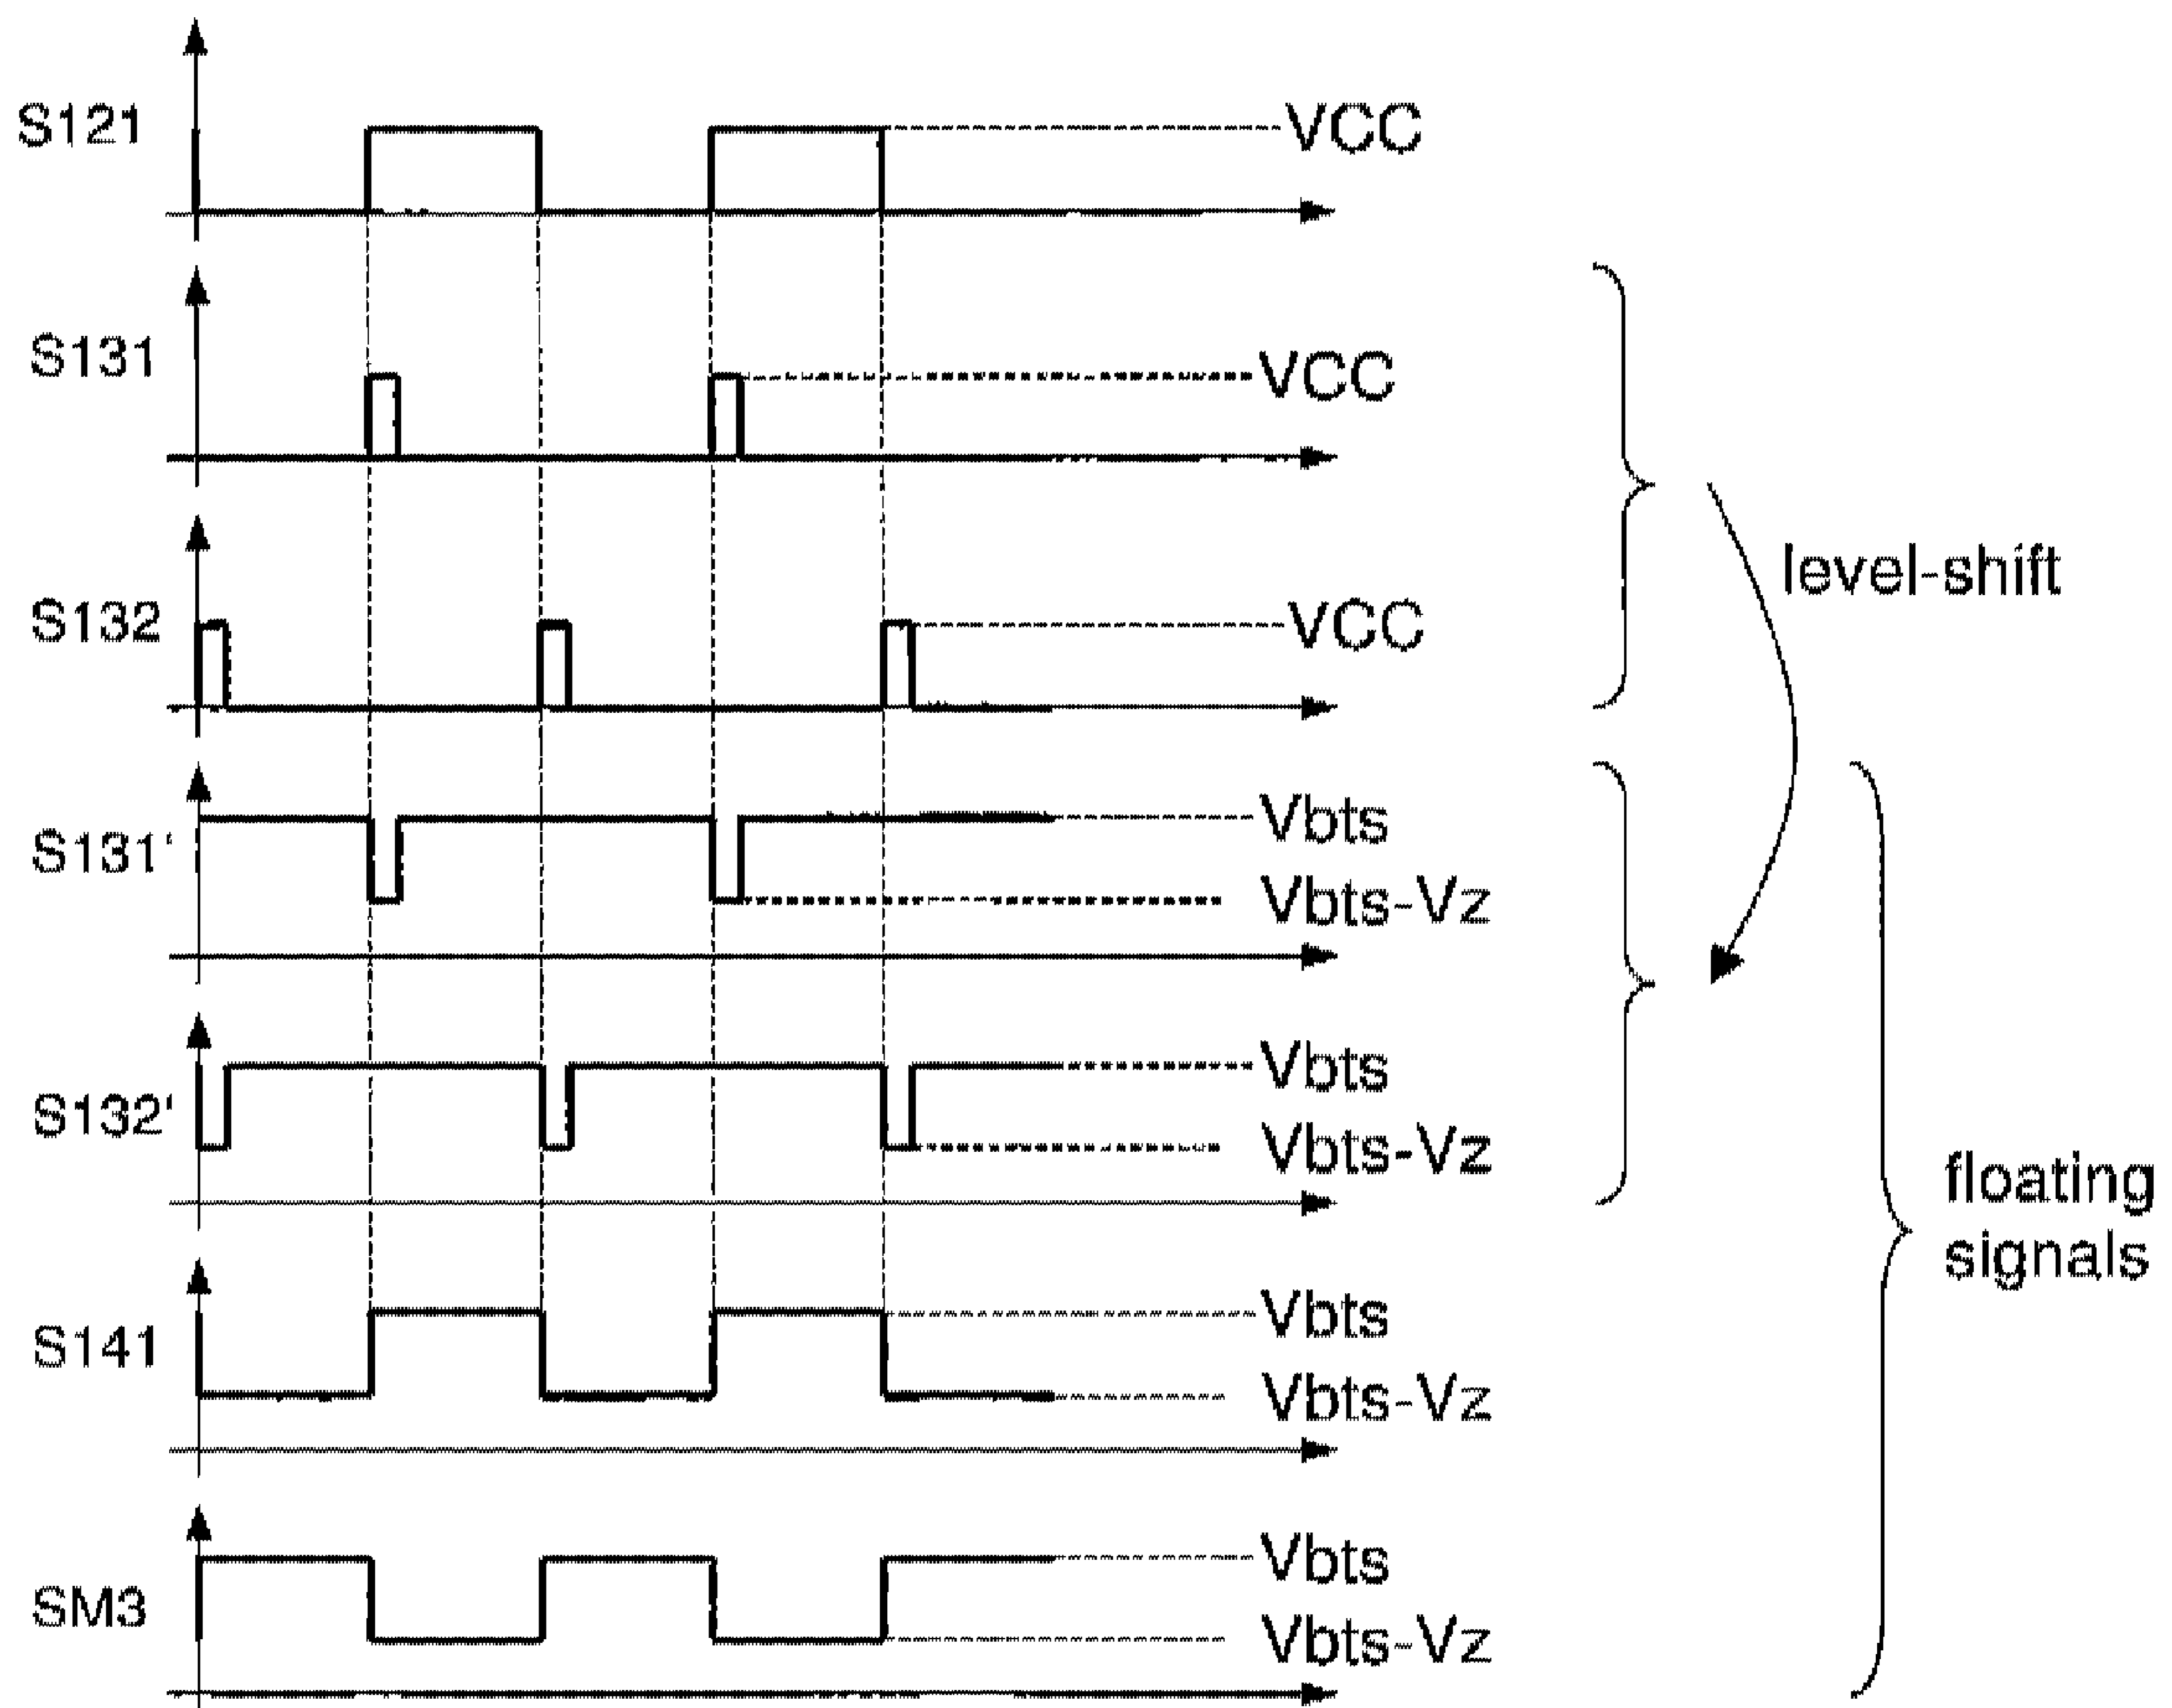 S121
VCC
S131
VCC
level-shift
S132
VCC
S131'
Vbts
Vbts-Vz
S132'
Vbts
Vbts-Vz
floating
signals
S141
Vbts
Vbts-Vz
SM3
Vbts
Vbts-Vz